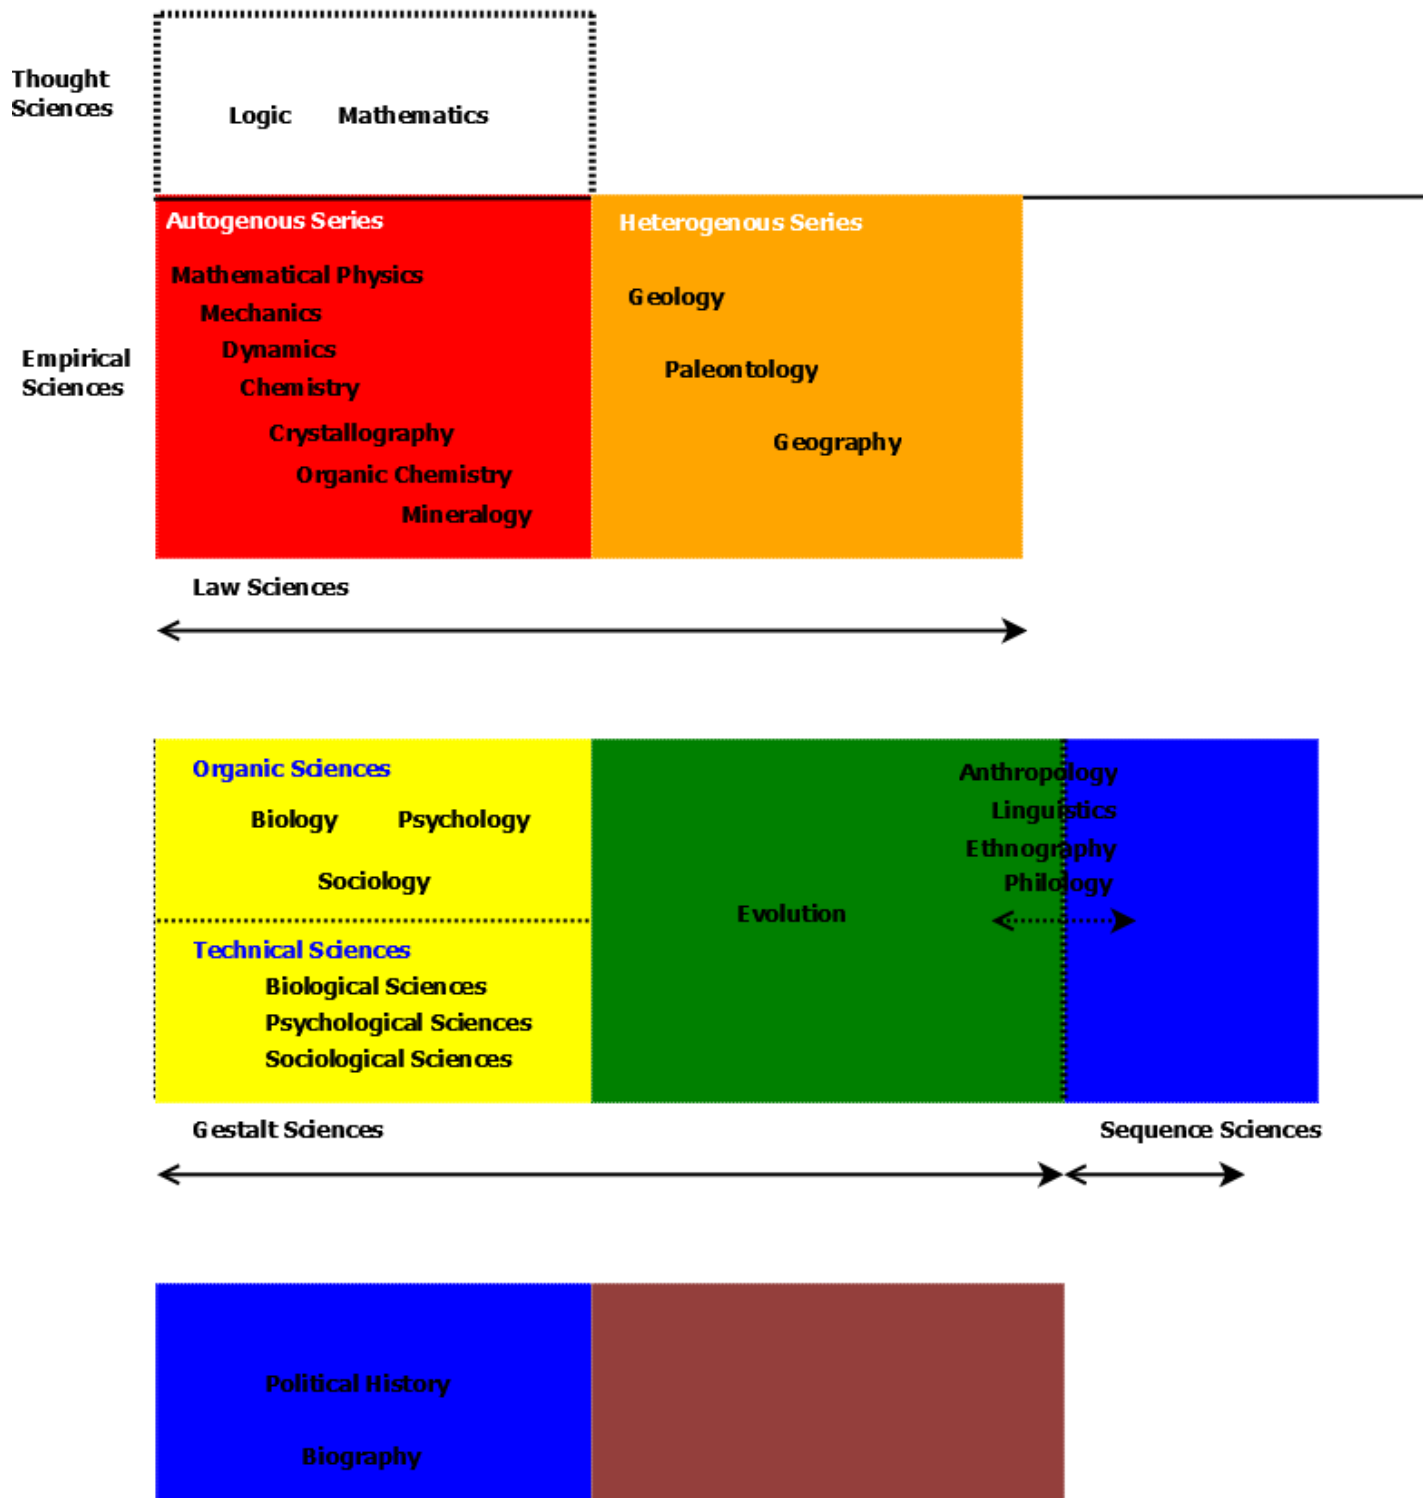 Thought
Sciences
Logic Mathematics
Autogenous Series
Heterogenous Series
Mathematical Physics
Mechanics
Dynamics
Chemistry
Crystallography
Organic Chemistry
Mineralogy
Geology
Paleontology
Geography
Empirical
Sciences
Law Sciences
Organic Sciences
Biology Psychology
Sociology
Technical Sciences
Biological Sciences
Psychological Sciences
Sociological Sciences
Evolution
Anthropology
Linguistics
Ethnography
Philology
Gestalt Sciences
Sequence Sciences
Political History
Biography